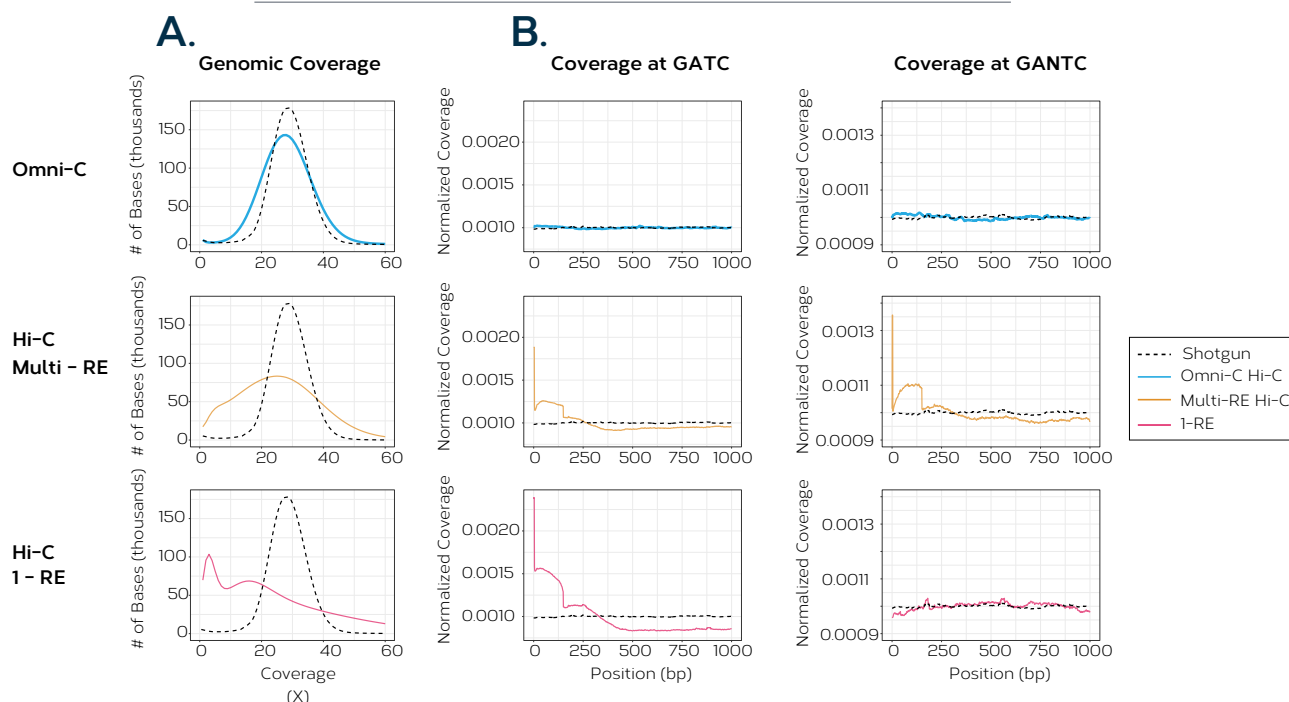 A.
B.
Genomic Coverage
Coverage at GATC
Coverage at GANTC
Omni-C
# of Bases (thousands)
150
100
50
0
0 20 40 60
Normalized Coverage
0.0020
0.0015
0.0010
0 250 500 750 1000
Normalized Coverage
0.0013
0.0011
0.0009
0 250 500 750 1000
Hi-C
Multi - RE
# of Bases (thousands)
150
100
50
0
0 20 40 60
Normalized Coverage
0.0020
0.0015
0.0010
0 250 500 750 1000
Normalized Coverage
0.0013
0.0011
0.0009
0 250 500 750 1000
Shotgun
Omni-C Hi-C
Multi-RE Hi-C
1-RE
Hi-C
1 - RE
# of Bases (thousands)
150
100
50
0
0 20 40 60
Coverage
(X)
Normalized Coverage
0.0020
0.0015
0.0010
0 250 500 750 1000
Position (bp)
Normalized Coverage
0.0013
0.0011
0.0009
0 250 500 750 1000
Position (bp)